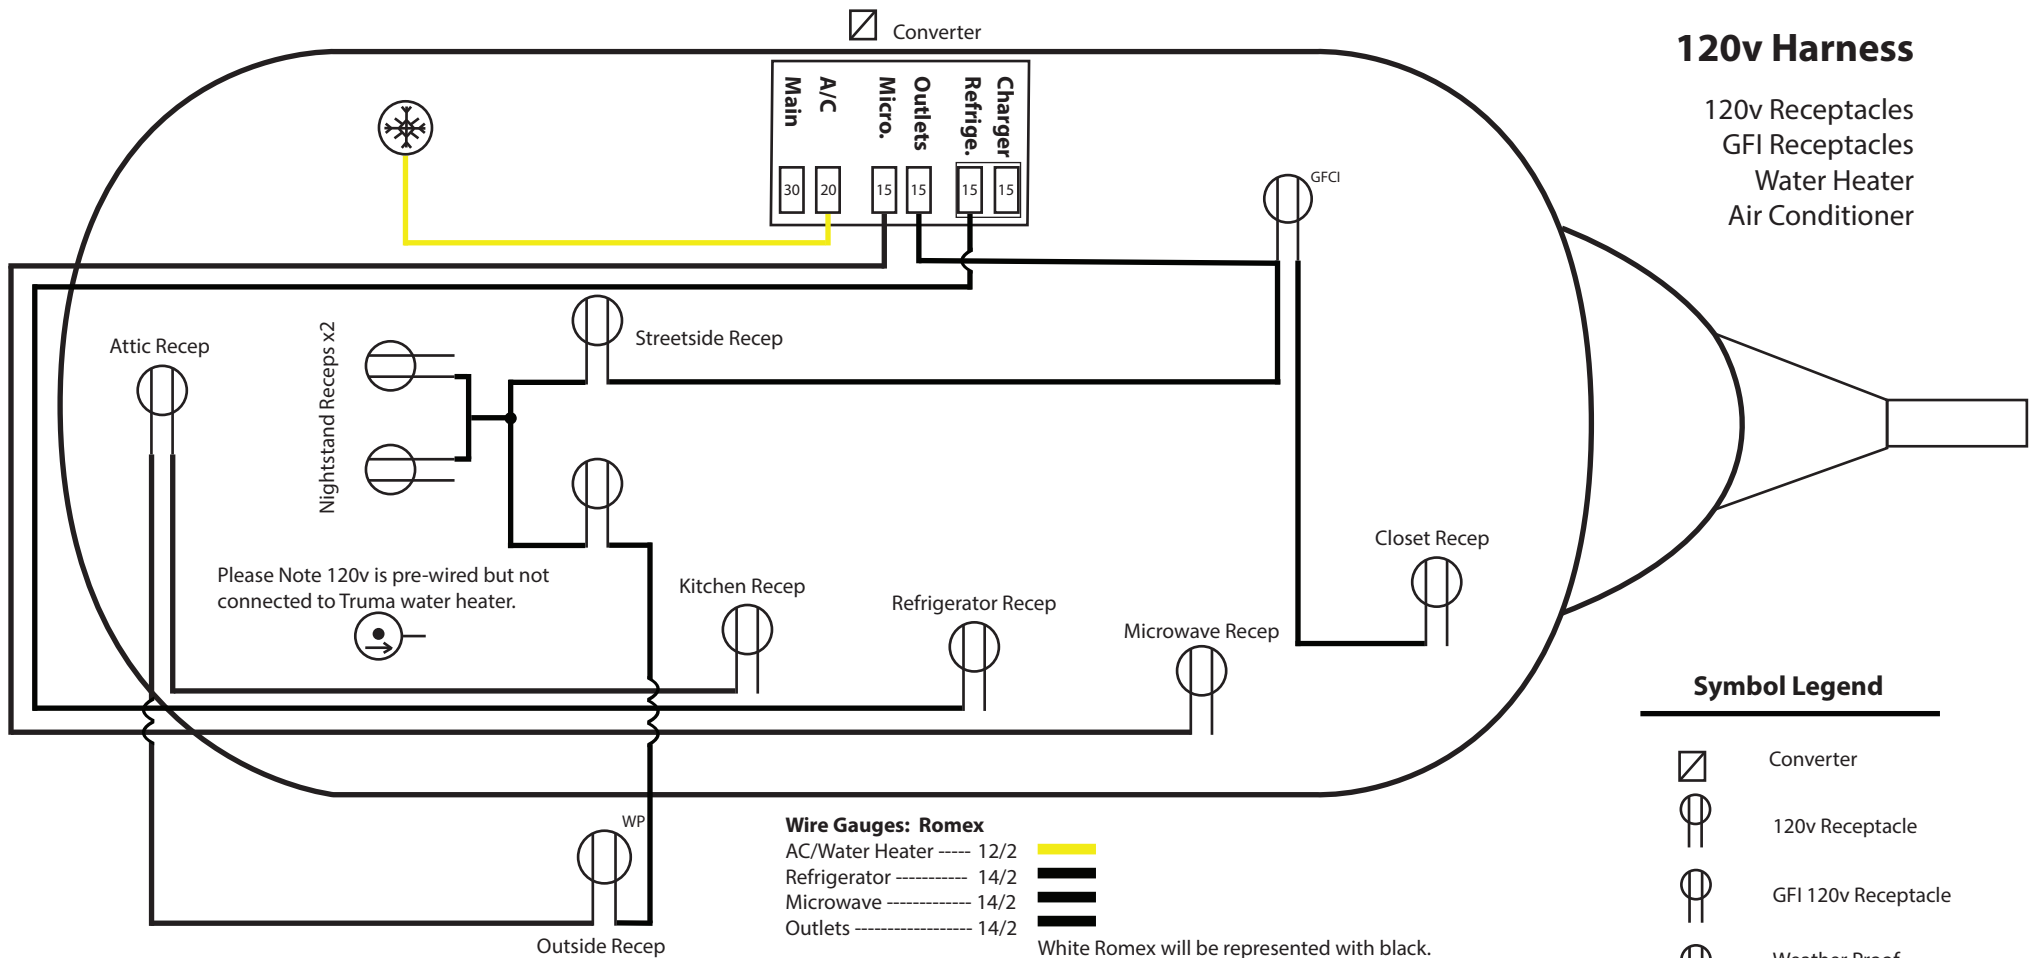 Converter
120v Harness
120v Receptacles
GFI Receptacles
Water Heater
Air Conditioner
Main
A/C
Micro.
Outlets
Refrige.
Charger
30
20
15
15
15
15
GFCI
Attic Recep
Nightstand Receps x2
Streetside Recep
Closet Recep
Please Note 120v is pre-wired but not
connected to Truma water heater.
Kitchen Recep
Refrigerator Recep
Microwave Recep
WP
Outside Recep
Wire Gauges: Romex
AC/Water Heater ----- 12/2
Refrigerator ----------- 14/2
Microwave ------------- 14/2
Outlets ------------------ 14/2
White Romex will be represented with black.
Symbol Legend
Converter
120v Receptacle
GFI 120v Receptacle
Weather Proof